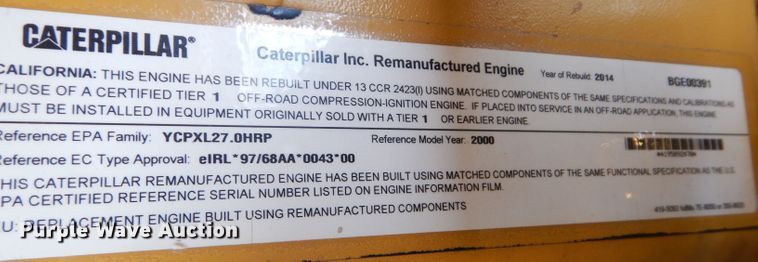 CATERPILLAR®
Caterpillar Inc. Remanufactured Engine Year of Rebuild: 2014 BGE00391
CALIFORNIA: THIS ENGINE HAS BEEN REBUILT UNDER 13 CCR 2423(l) USING MATCHED COMPONENTS OF THE SAME SPECIFICATIONS AND CALIBRATIONS AS
THOSE OF A CERTIFIED TIER 1 OFF-ROAD COMPRESSION-IGNITION ENGINE. IF PLACED INTO SERVICE IN AN OFF-ROAD APPLICATION, THIS ENGINE
MUST BE INSTALLED IN EQUIPMENT ORIGINALLY SOLD WITH A TIER 1 OR EARLIER ENGINE.
Reference EPA Family: YCPXL27.0HRP Reference Model Year: 2000
Reference EC Type Approval: eIRL*97/68AA*0043*00
THIS CATERPILLAR REMANUFACTURED ENGINE HAS BEEN BUILT USING MATCHED COMPONENTS OF THE SAME FUNCTIONAL SPECIFICATION AS THE U.S.
EPA CERTIFIED REFERENCE SERIAL NUMBER LISTED ON ENGINE INFORMATION FILM.
EU: REPLACEMENT ENGINE BUILT USING REMANUFACTURED COMPONENTS
Purple Wave Auction